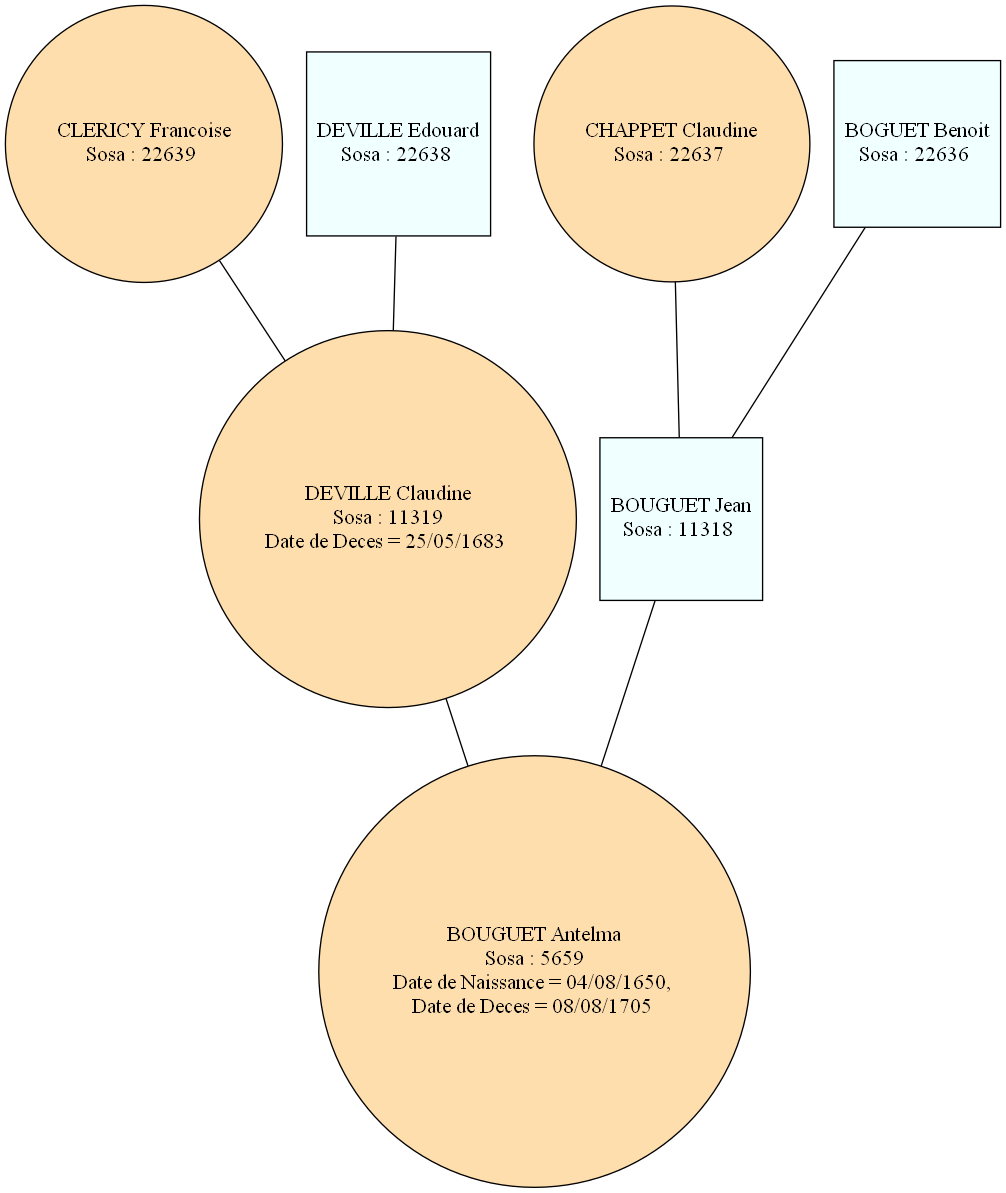 CLERICY Francoise
Sosa : 22639
DEVILLE Edouard
Sosa : 22638
CHAPPET Claudine
Sosa : 22637
BOGUET Benoit
Sosa : 22636
DEVILLE Claudine
Sosa : 11319
Date de Deces = 25/05/1683
BOUGUET Jean
Sosa : 11318
BOUGUET Antelma
Sosa : 5659
Date de Naissance = 04/08/1650,
Date de Deces = 08/08/1705